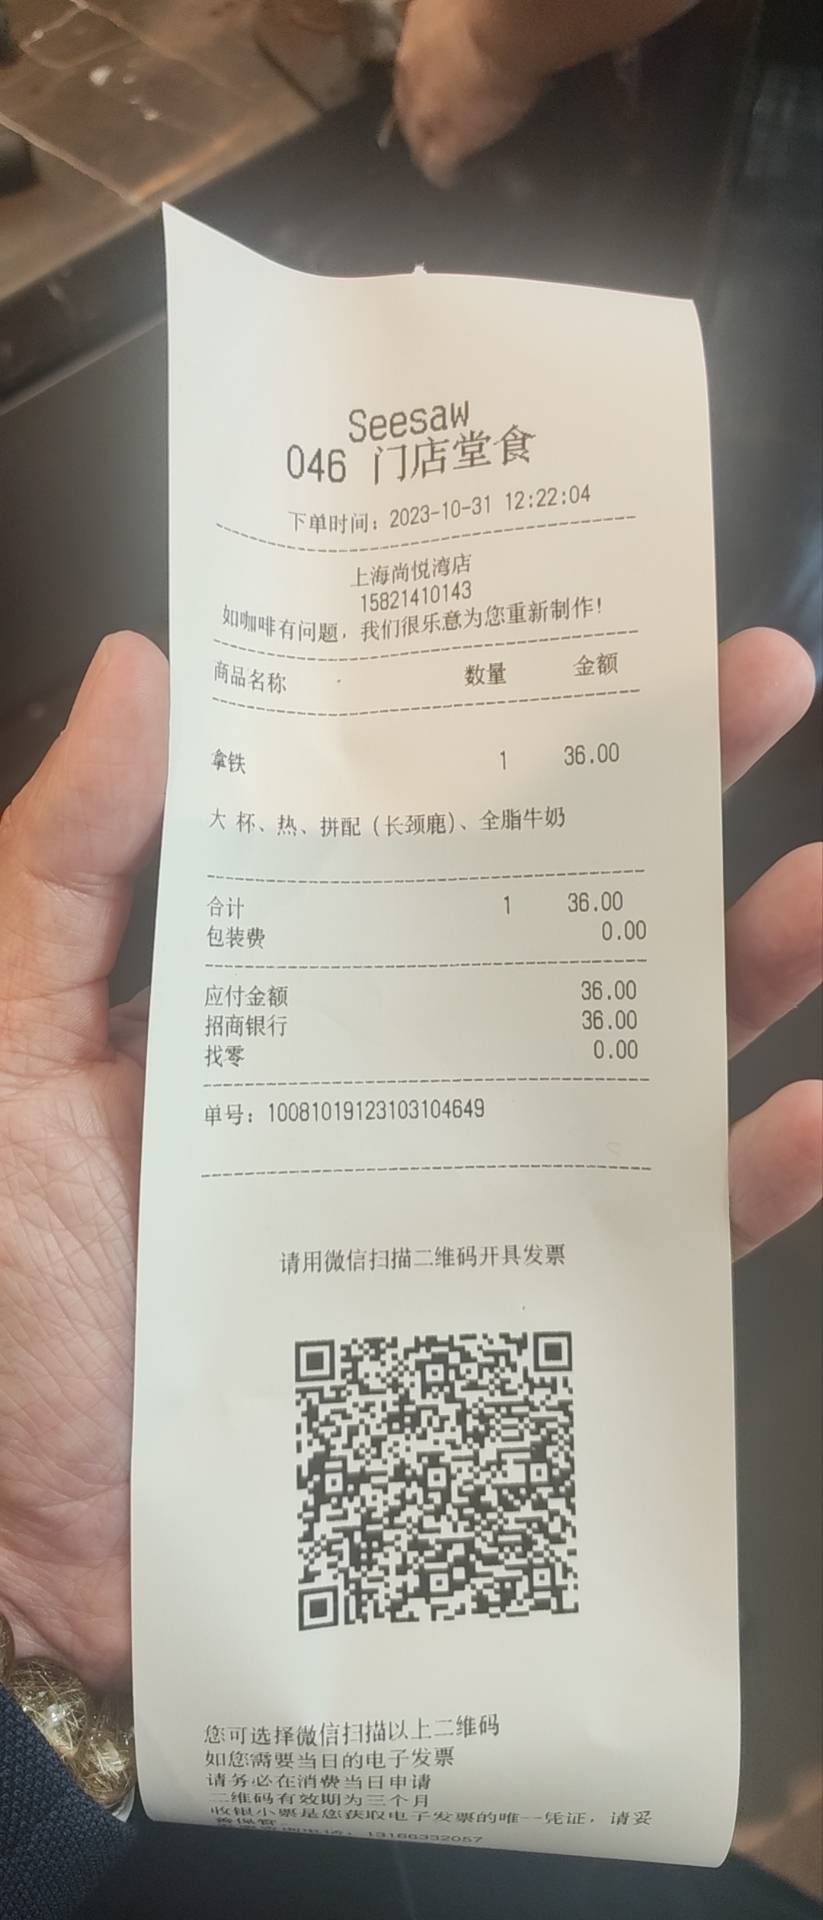 Seesaw
046 门店堂食
下单时间：2023-10-31 12:22:04
上海尚悦湾店
15821410143
如咖啡有问题，我们很乐意为您重新制作！
商品名称 数量 金额
拿铁 1 36.00
大 杯、热、拼配（长颈鹿）、全脂牛奶
合计 1 36.00
包装费 0.00
应付金额 36.00
招商银行 36.00
找零 0.00
单号：10081019123103104649
请用微信扫描二维码开具发票
您可选择微信扫描以上二维码
如您需要当日的电子发票
请务必在消费当日申请
二维码有效期为三个月
收银小票是您获取电子发票的唯一凭证，请妥
善保管
13166332057